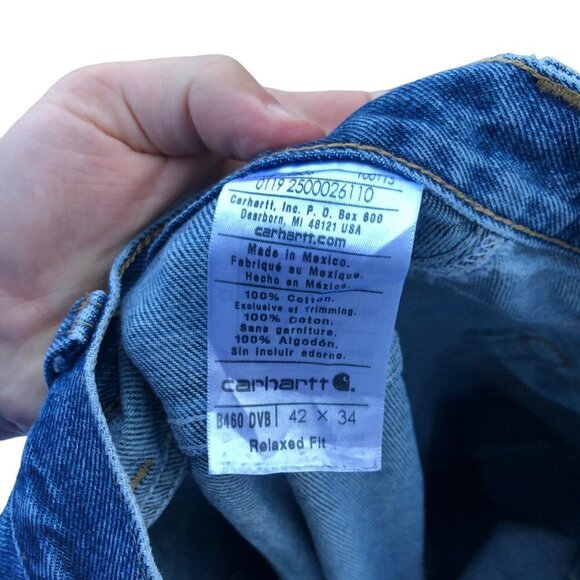 0119 2500026110
Carhartt, Inc. P. O. Box 600
Dearborn, MI 48121 USA
carhartt.com
Made in Mexico.
Fabriqué au Mexique.
Hecho en México.
100% Cotton.
Exclusive of Trimming.
100% Coton.
Sans garniture.
100% Algodón.
Sin incluir adorno.
carhartt
B460 DVB 42 X 34
Relaxed Fit